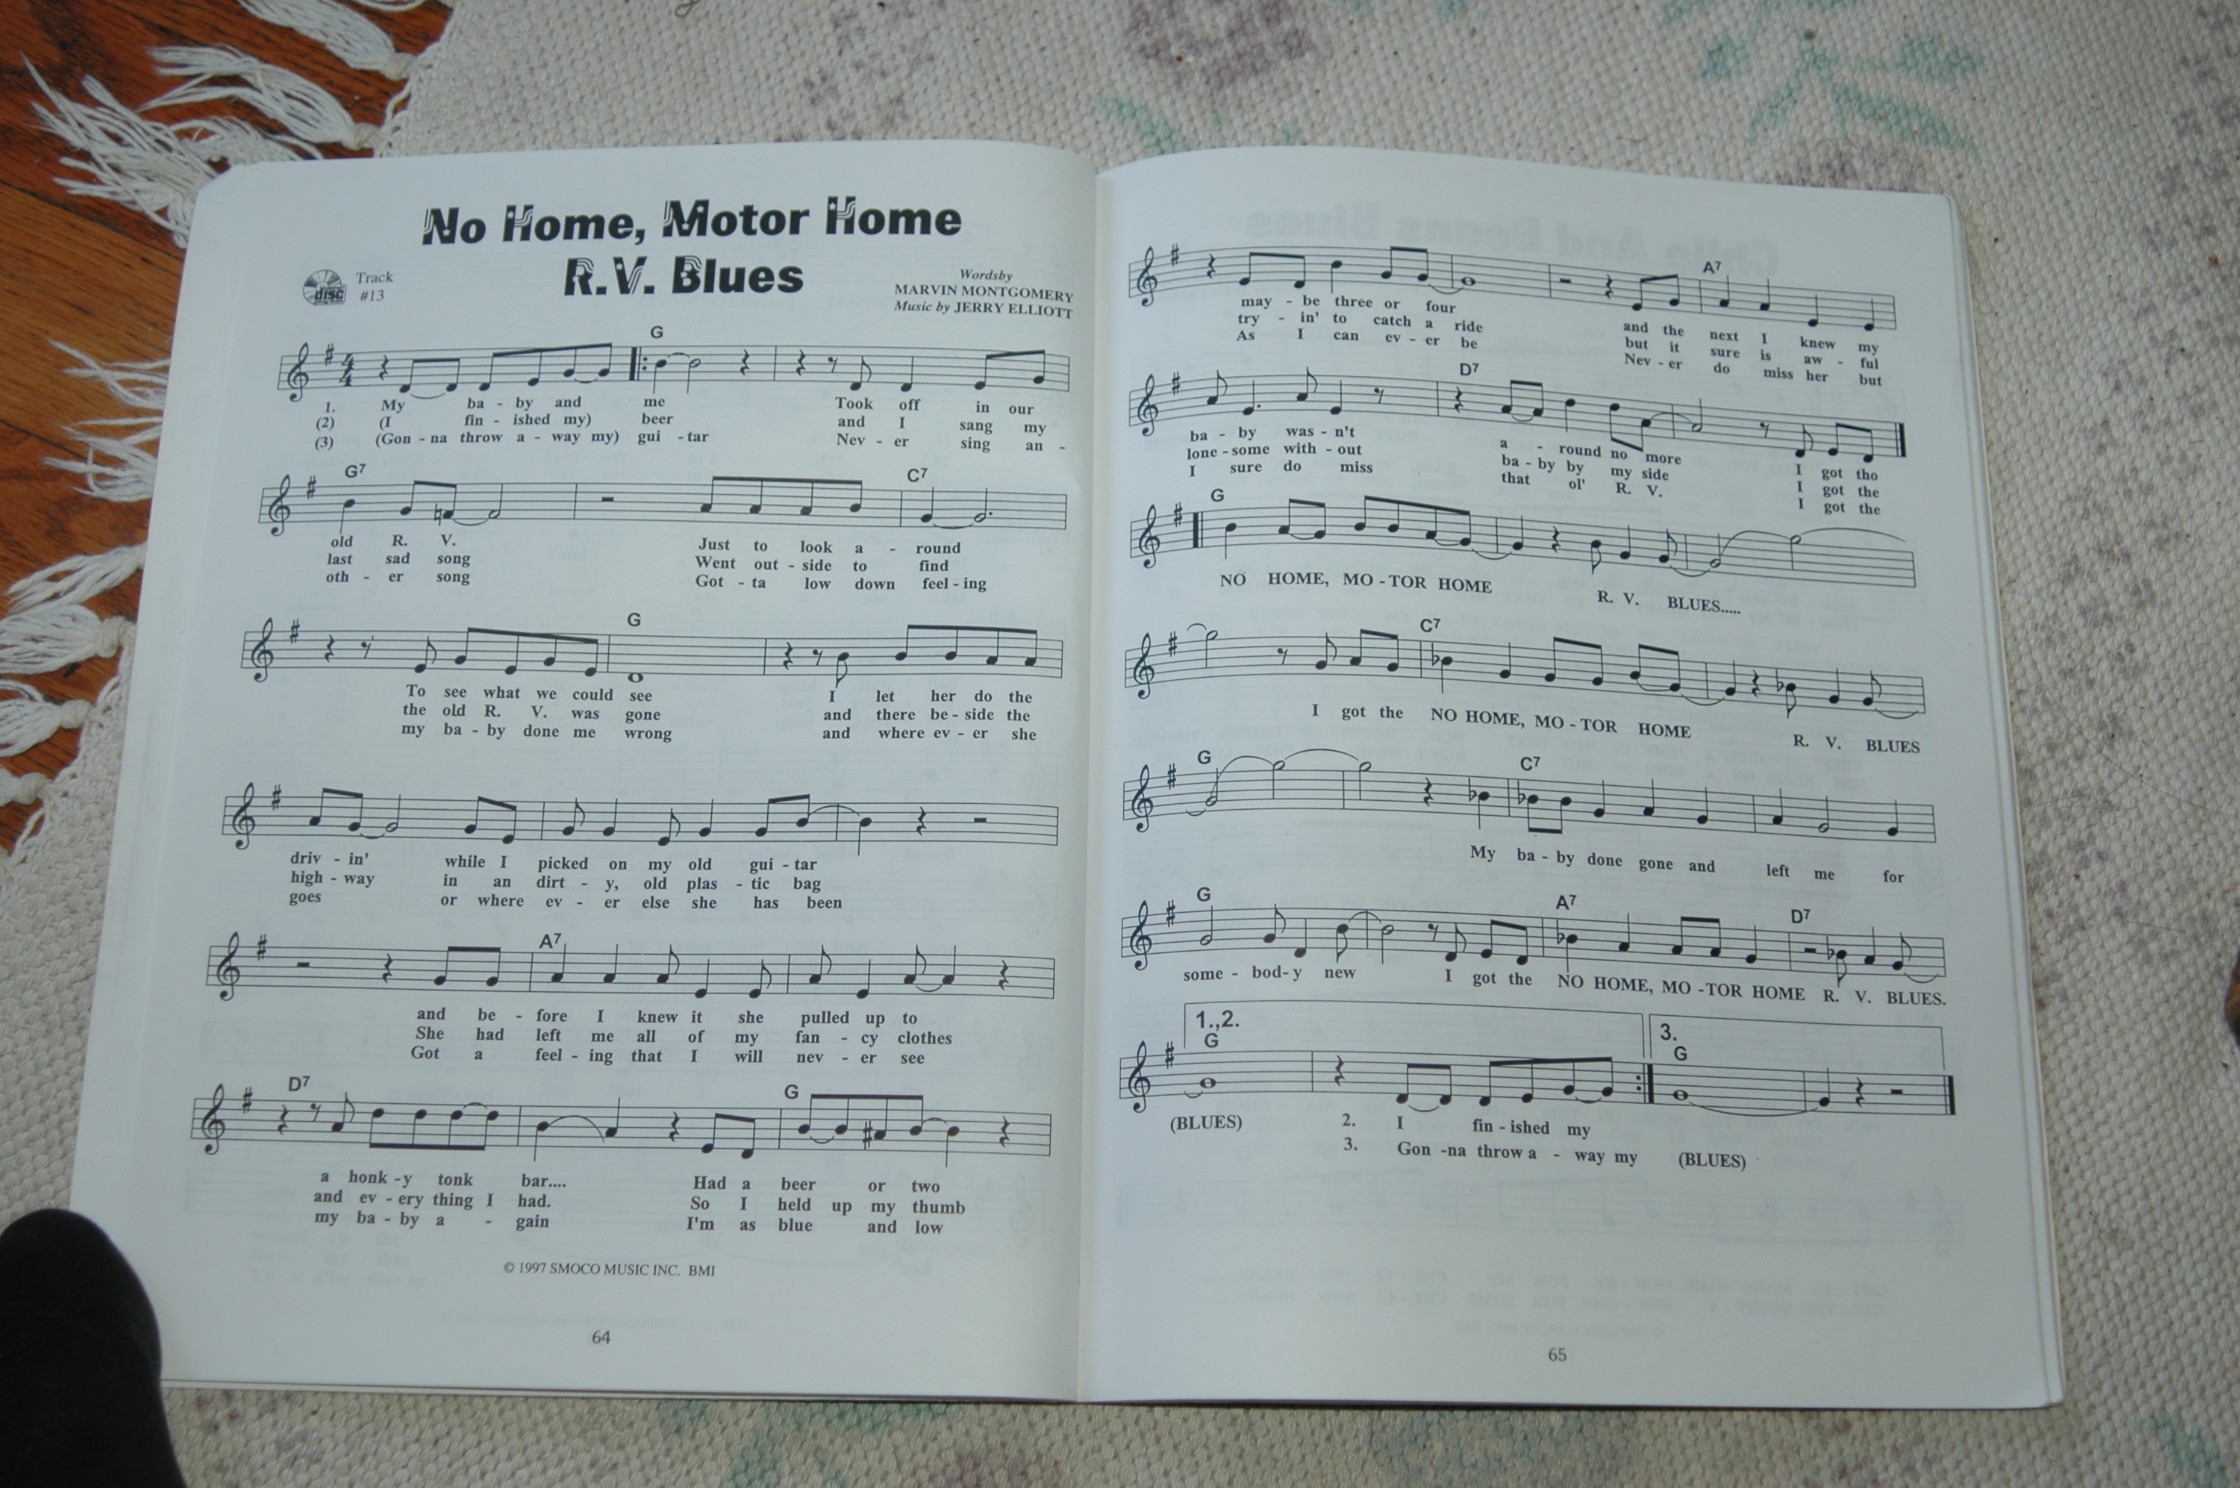 No Home, Motor Home
R.V. Blues
disc
Track
#13
Wordsby
MARVIN MONTGOMERY
Music by JERRY ELLIOTT
G
4
4
1. My ba - by and me Took off in our
(2) (I fin - ished my) beer and I sang my
(3) (Gon - na throw a - way my) gui - tar Nev - er sing an -
G7 C7
old R. V. Just to look a - round
last sad song Went out - side to find
oth - er song Got - ta low down feel - ing
G
To see what we could see I let her do the
the old R. V. was gone and there be - side the
my ba - by done me wrong and where ev - er she
driv - in' while I picked on my old gui - tar
high - way in an dirt - y, old plas - tic bag
goes or where ev - er else she has been
A7
and be - fore I knew it she pulled up to
She had left me all of my fan - cy clothes
Got a feel - ing that I will nev - er see
D7 G
a honk - y tonk bar.... Had a beer or two
and ev - ery thing I had. So I held up my thumb
my ba - by a - gain I'm as blue and low
© 1997 SMOCO MUSIC INC. BMI
64
A7
may - be three or four and the next I knew my
try - in' to catch a ride but it sure is aw - ful
As I can ev - er be Nev - er do miss her but
D7
ba - by was - n't a - round no more I got tho
lone - some with - out ba - by by my side I got the
I sure do miss that ol' R. V. I got the
G
NO HOME, MO - TOR HOME R. V. BLUES.....
C7
I got the NO HOME, MO - TOR HOME R. V. BLUES
G C7
My ba - by done gone and left me for
G A7 D7
some - bod - y new I got the NO HOME, MO - TOR HOME R. V. BLUES.
1.,2. 3.
G G
(BLUES) 2. I fin - ished my
3. Gon - na throw a - way my (BLUES)
65